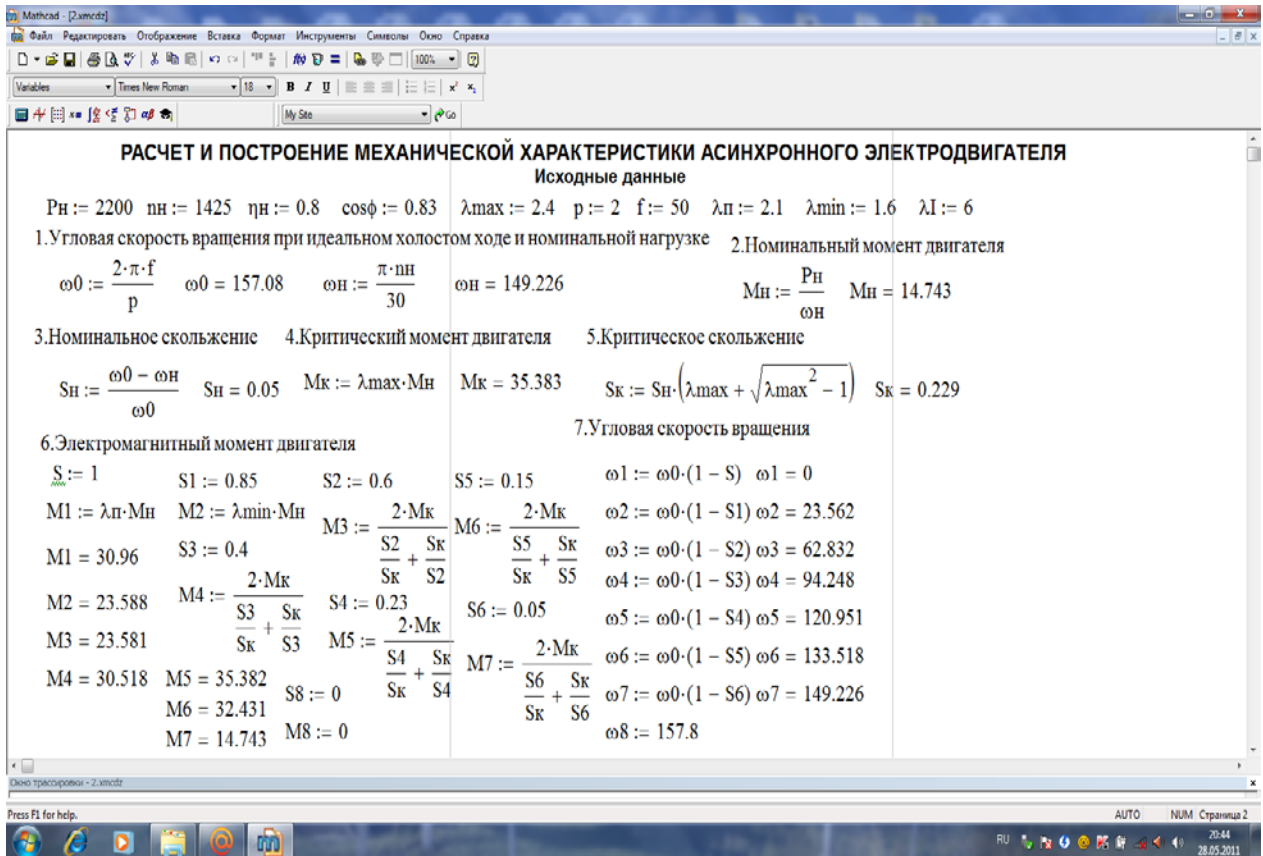 Mathcad - [2.xmcdz]
Файл Редактировать Отображение Вставка Формат Инструменты Символы Окно Справка
100%
Variables Times New Roman 18 B I U
My Site Go
РАСЧЕТ И ПОСТРОЕНИЕ МЕХАНИЧЕСКОЙ ХАРАКТЕРИСТИКИ АСИНХРОННОГО ЭЛЕКТРОДВИГАТЕЛЯ
Исходные данные
Pн := 2200 nн := 1425 ηн := 0.8 cosϕ := 0.83 λmax := 2.4 p := 2 f := 50 λп := 2.1 λmin := 1.6 λI := 6
1.Угловая скорость вращения при идеальном холостом ходе и номинальной нагрузке
2.Номинальный момент двигателя
ω0 := 2·π·f / p ω0 = 157.08 ωн := π·nн / 30 ωн = 149.226
Mн := Pн / ωн Mн = 14.743
3.Номинальное скольжение 4.Критический момент двигателя 5.Критическое скольжение
Sн := ω0 − ωн / ω0 Sн = 0.05 Mк := λmax·Mн Mк = 35.383 Sк := Sн·(λmax + √λmax² − 1) Sк = 0.229
6.Электромагнитный момент двигателя
7.Угловая скорость вращения
S := 1 S1 := 0.85 S2 := 0.6 S5 := 0.15 ω1 := ω0·(1 − S) ω1 = 0
M1 := λп·Mн M2 := λmin·Mн M3 := 2·Mк / S2/Sк + Sк/S2 M6 := 2·Mк / S5/Sк + Sк/S5 ω2 := ω0·(1 − S1) ω2 = 23.562
M1 = 30.96 S3 := 0.4 ω3 := ω0·(1 − S2) ω3 = 62.832
M4 := 2·Mк / S3/Sк + Sк/S3 ω4 := ω0·(1 − S3) ω4 = 94.248
M2 = 23.588 S4 := 0.23 S6 := 0.05 ω5 := ω0·(1 − S4) ω5 = 120.951
M3 = 23.581 M5 := 2·Mк / S4/Sк + Sк/S4 M7 := 2·Mк / S6/Sк + Sк/S6 ω6 := ω0·(1 − S5) ω6 = 133.518
M4 = 30.518 M5 = 35.382 S8 := 0 ω7 := ω0·(1 − S6) ω7 = 149.226
M6 = 32.431
M7 = 14.743 M8 := 0 ω8 := 157.8
Окно трассировки - 2.xmcdz
Press F1 for help. AUTO NUM Страница 2
RU 20:44
28.05.2011